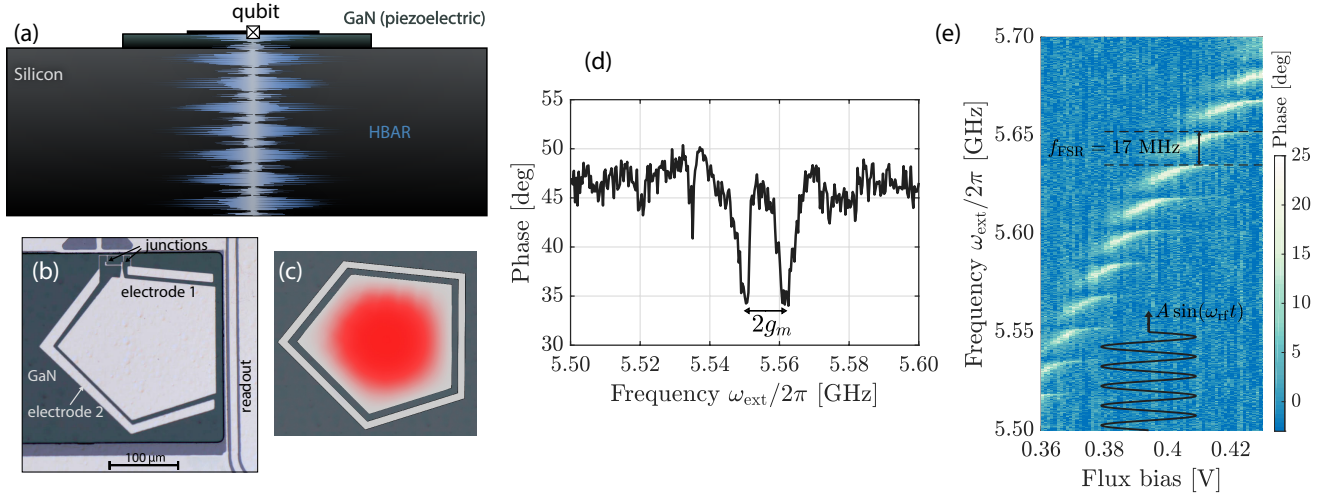 (a)
qubit
GaN (piezoelectric)
Silicon
HBAR
(b)
junctions
electrode 1
GaN
electrode 2
readout
100 μm
(c)
(d)
55
50
45
40
35
30
Phase [deg]
2gₘ
5.50 5.52 5.54 5.56 5.58 5.60
Frequency ω_ext/2π [GHz]
(e)
5.70
5.65
5.60
5.55
5.50
Frequency ω_ext/2π [GHz]
f_FSR = 17 MHz
A sin(ω_rf t)
0.36 0.38 0.4 0.42
Flux bias [V]
Phase [deg]
25
20
15
10
5
0